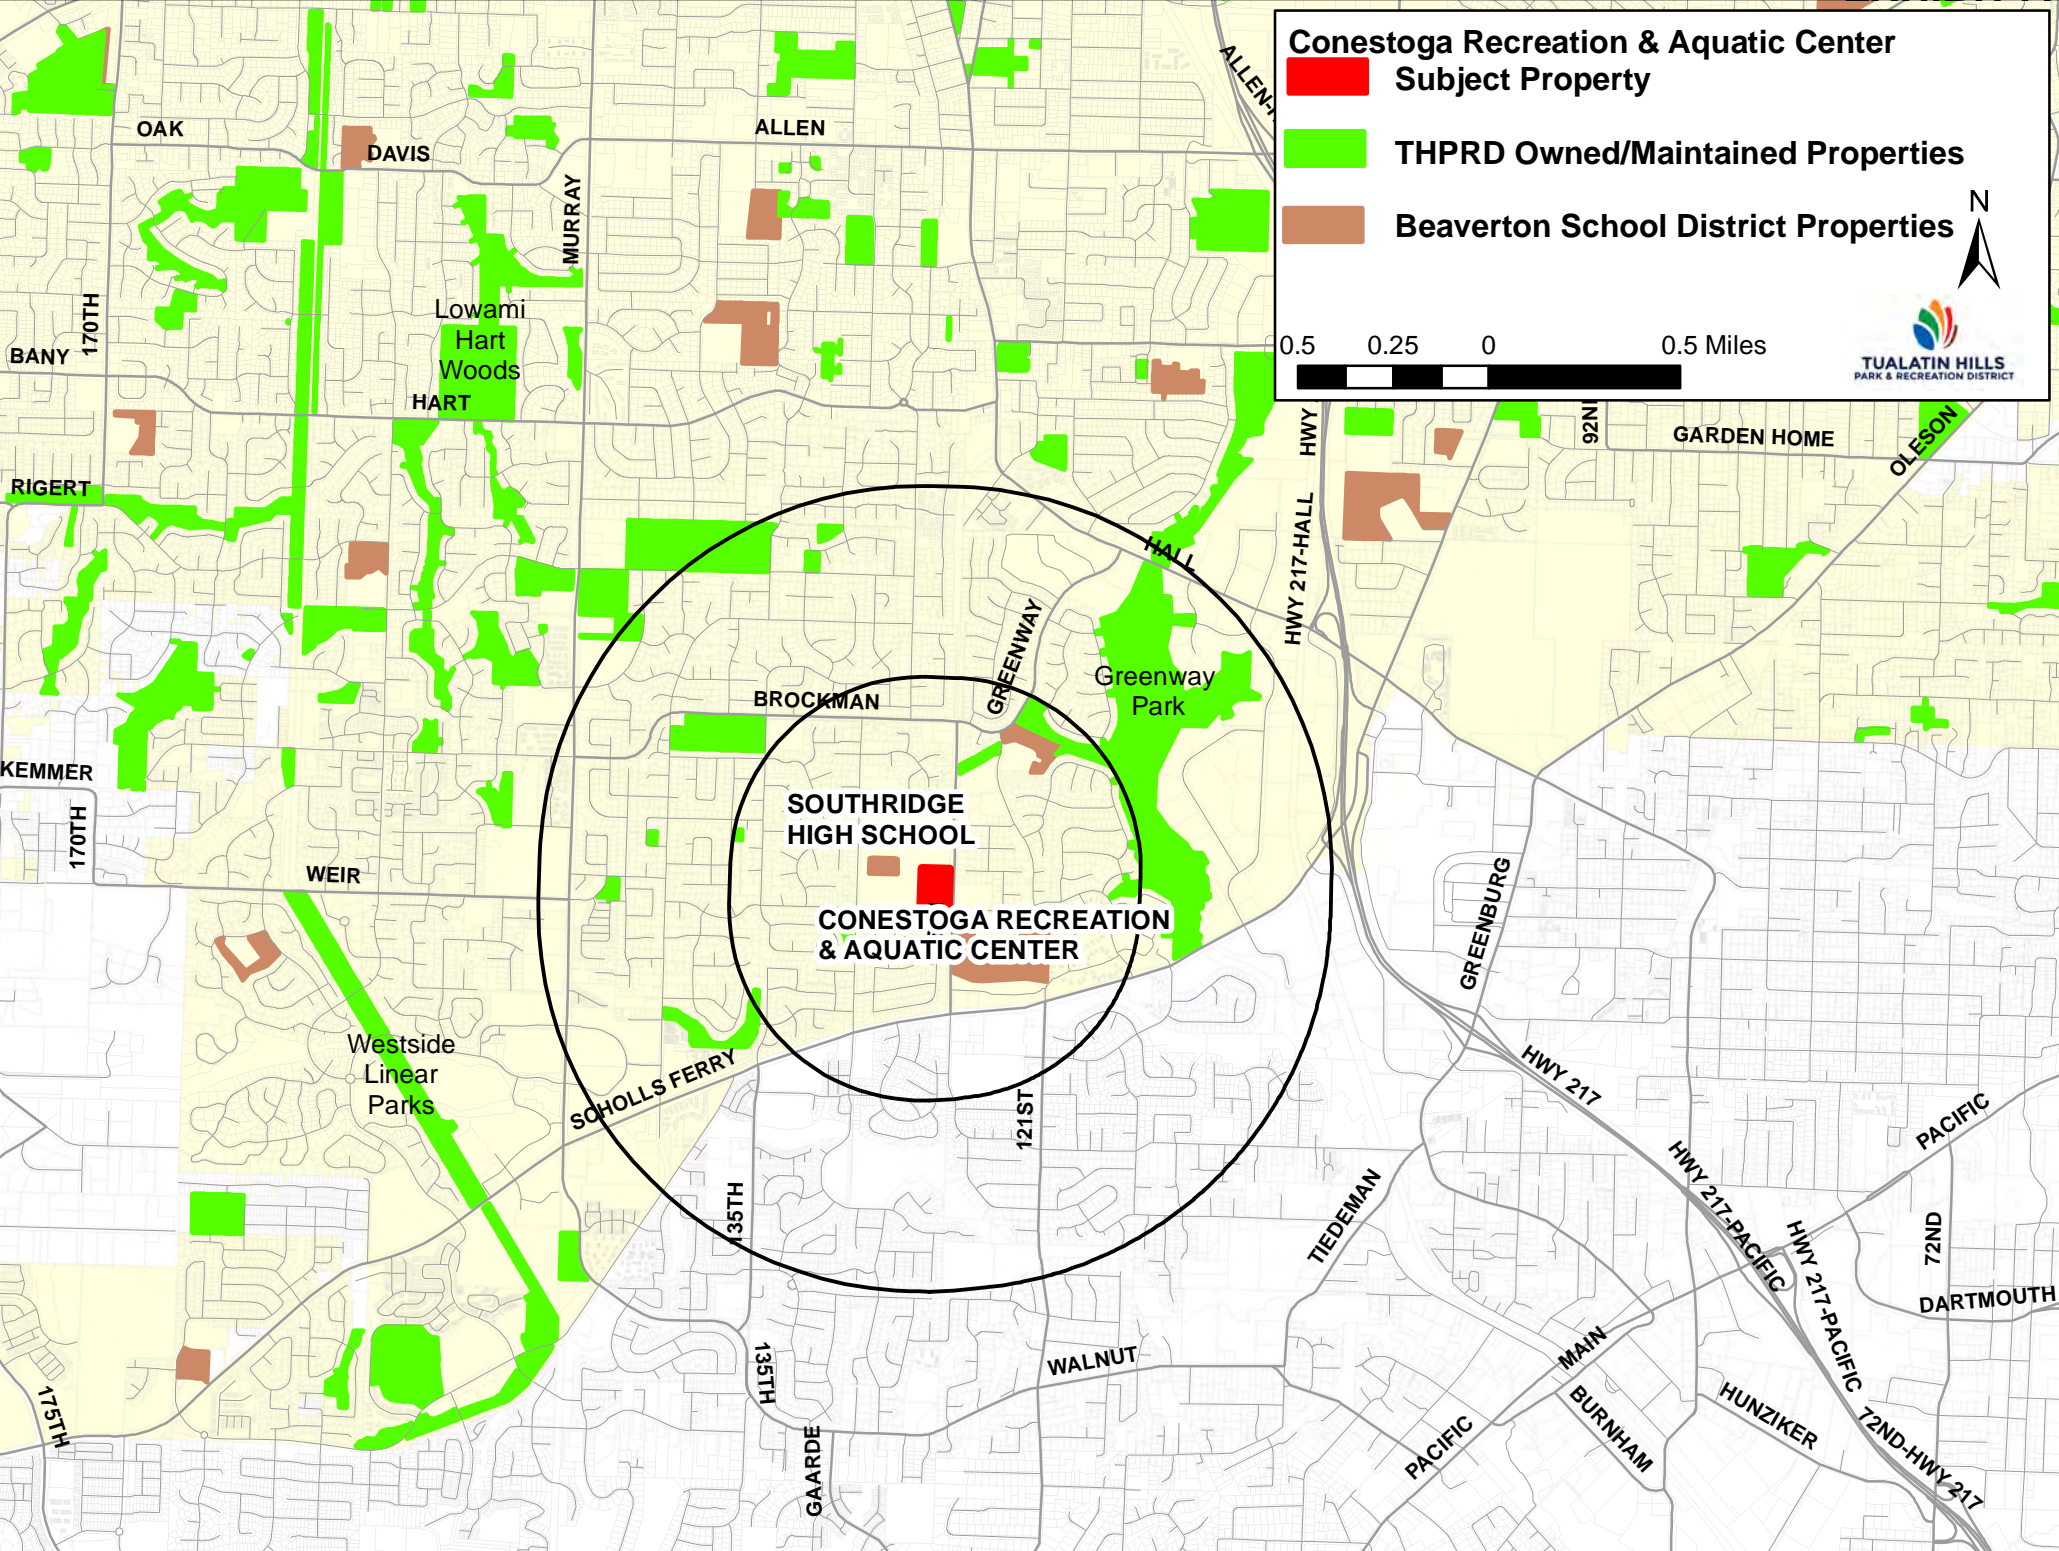 Conestoga Recreation & Aquatic Center
Subject Property
THPRD Owned/Maintained Properties
Beaverton School District Properties
N
0.5 0.25 0 0.5 Miles
TUALATIN HILLS
PARK & RECREATION DISTRICT
OAK
DAVIS
ALLEN
MURRAY
170TH
BANY
Lowami
Hart
Woods
HART
HWY
92ND
GARDEN HOME
OLESON
RIGERT
HWY 217-HALL
HALL
GREENWAY
Greenway
Park
BROCKMAN
KEMMER
170TH
SOUTHRIDGE
HIGH SCHOOL
WEIR
GREENBURG
CONESTOGA RECREATION
& AQUATIC CENTER
Westside
Linear
Parks
SCHOLLS FERRY
HWY 217
121ST
PACIFIC
135TH
TIEDEMAN
HWY 217-PACIFIC
HWY 217-PACIFIC
72ND
DARTMOUTH
MAIN
WALNUT
135TH
175TH
BURNHAM
HUNZIKER
PACIFIC
GAARDE
72ND-HWY 217